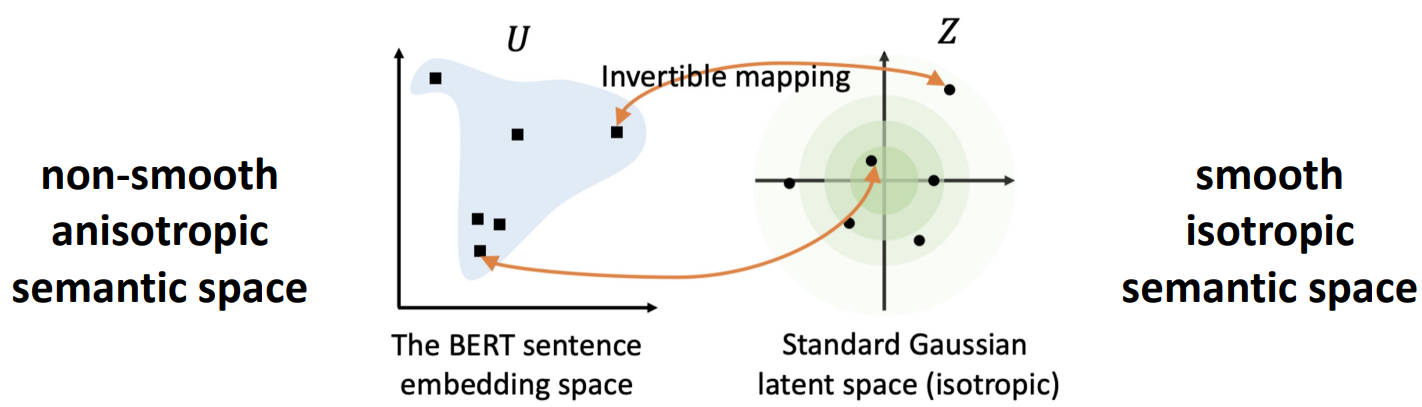 U
Z
Invertible mapping
non-smooth
anisotropic
semantic space
smooth
isotropic
semantic space
The BERT sentence
embedding space
Standard Gaussian
latent space (isotropic)